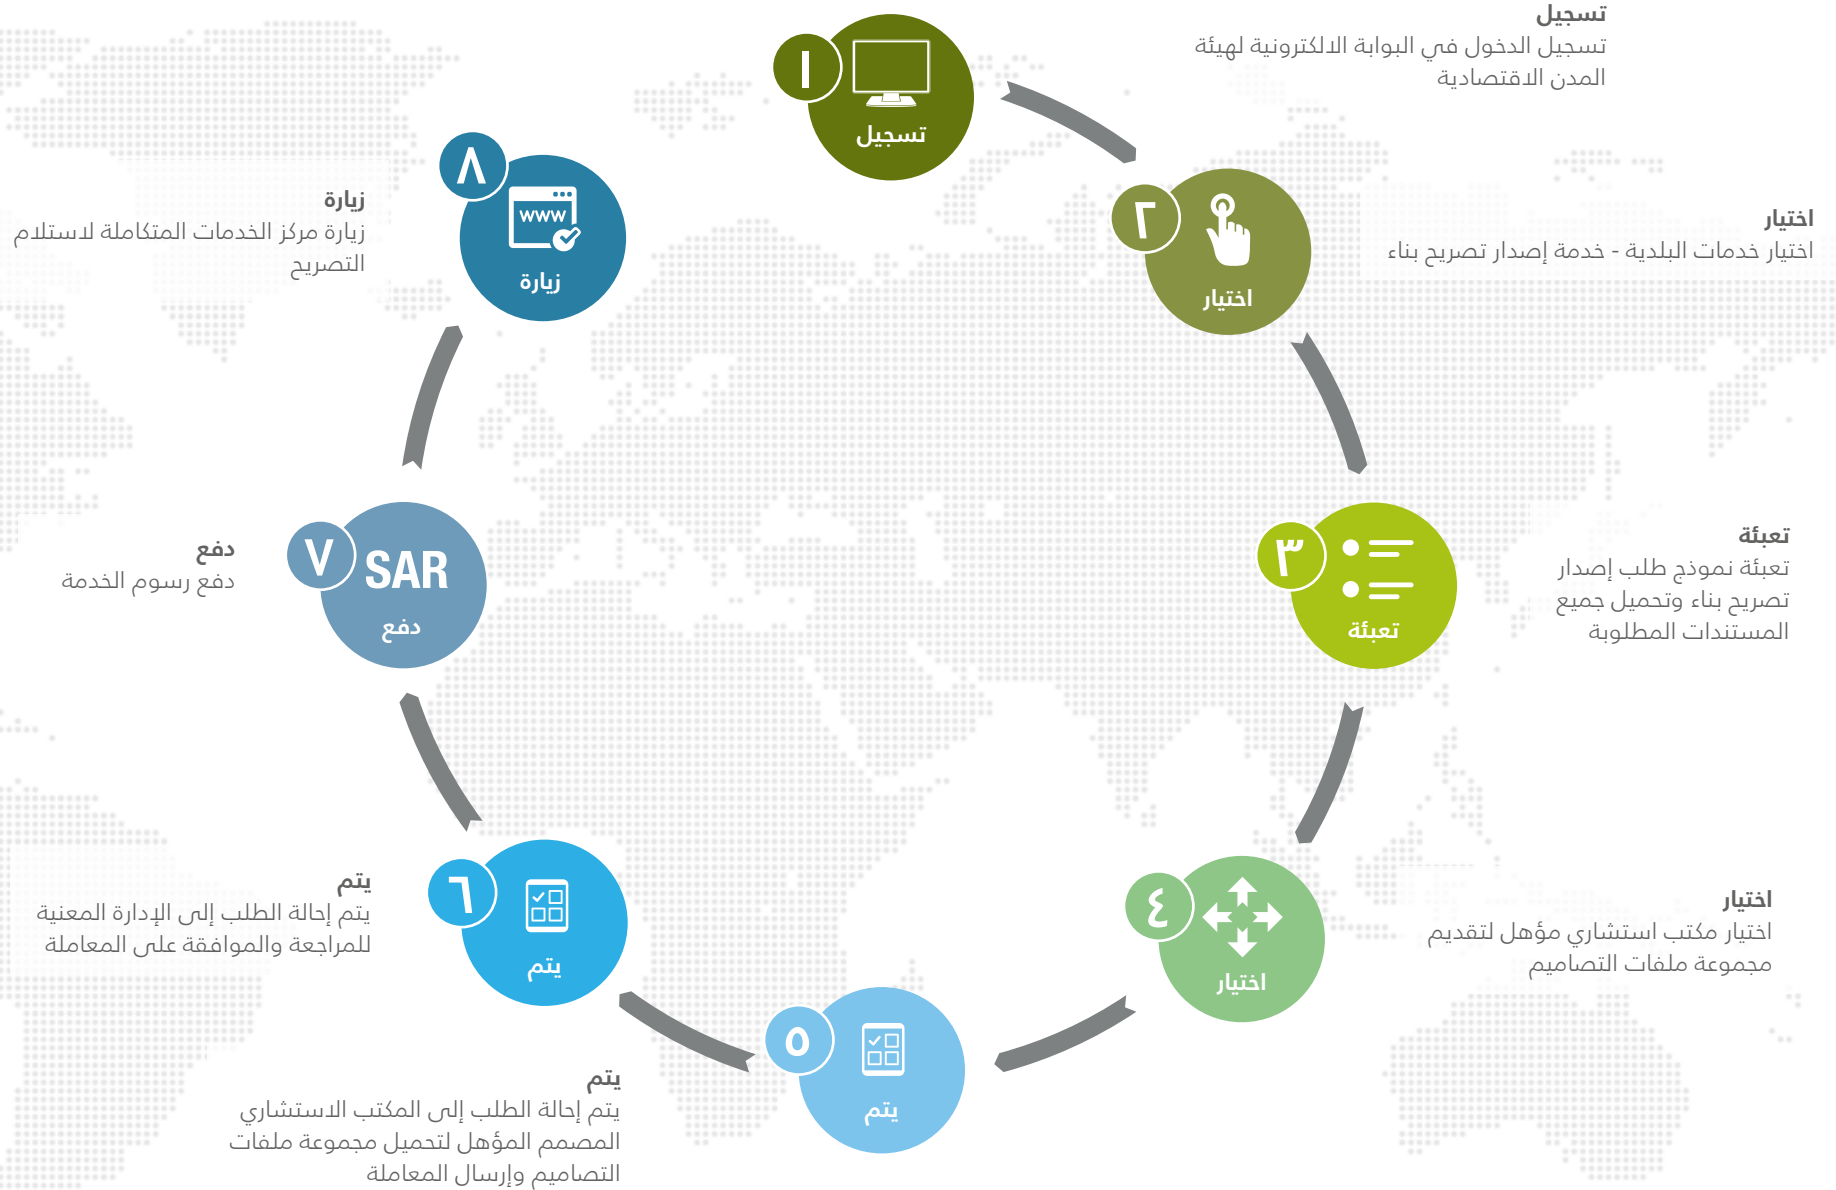 تسجيل
تسجيل الدخول في البوابة الالكترونية لهيئة
المدن الاقتصادية
١
تسجيل
اختيار
اختيار خدمات البلدية - خدمة إصدار تصريح بناء
٢
اختيار
تعبئة
تعبئة نموذج طلب إصدار
تصريح بناء وتحميل جميع
المستندات المطلوبة
٣
تعبئة
اختيار
اختيار مكتب استشاري مؤهل لتقديم
مجموعة ملفات التصاميم
٤
اختيار
٥
يتم
يتم
يتم إحالة الطلب إلى المكتب الاستشاري
المصمم المؤهل لتحميل مجموعة ملفات
التصاميم وإرسال المعاملة
٦
يتم
يتم
يتم إحالة الطلب إلى الإدارة المعنية
للمراجعة والموافقة على المعاملة
٧
SAR
دفع
دفع
دفع رسوم الخدمة
٨
WWW
زيارة
زيارة
زيارة مركز الخدمات المتكاملة لاستلام
التصريح